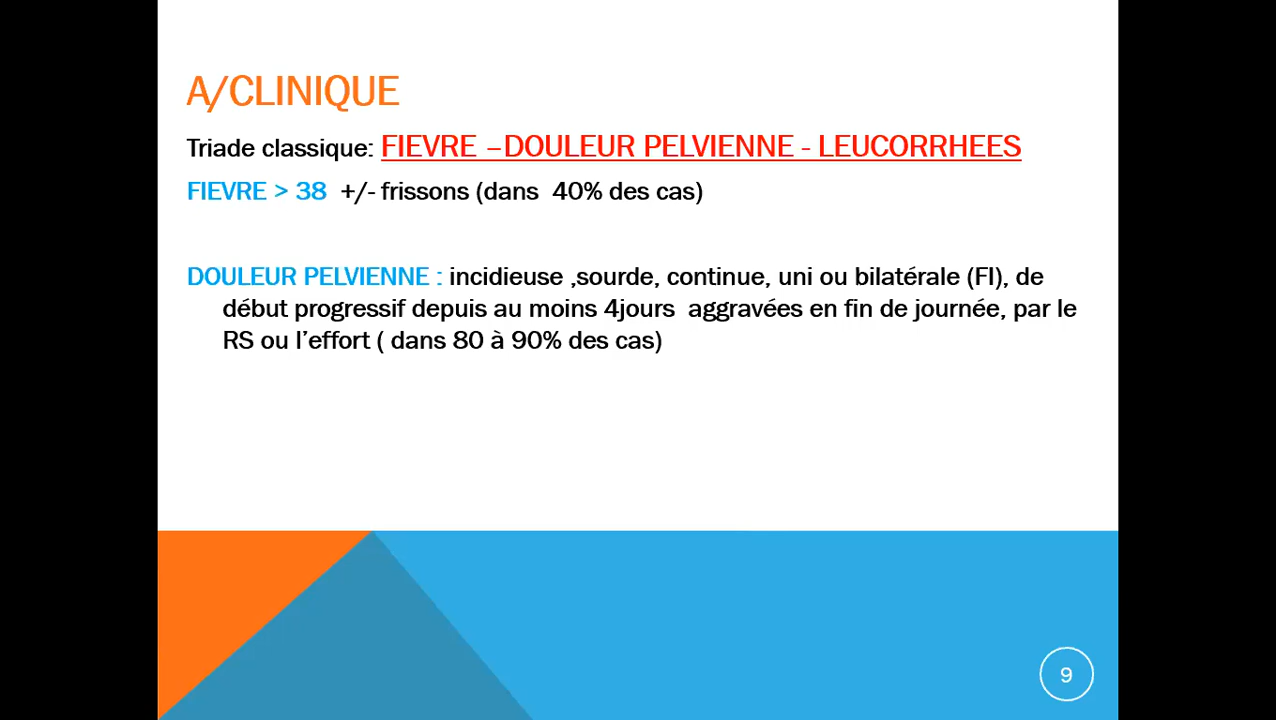 A/CLINIQUE
Triade classique: FIEVRE –DOULEUR PELVIENNE - LEUCORRHEES
FIEVRE > 38 +/- frissons (dans 40% des cas)
DOULEUR PELVIENNE : incidieuse ,sourde, continue, uni ou bilatérale (FI), de
début progressif depuis au moins 4jours aggravées en fin de journée, par le
RS ou l’effort ( dans 80 à 90% des cas)
9